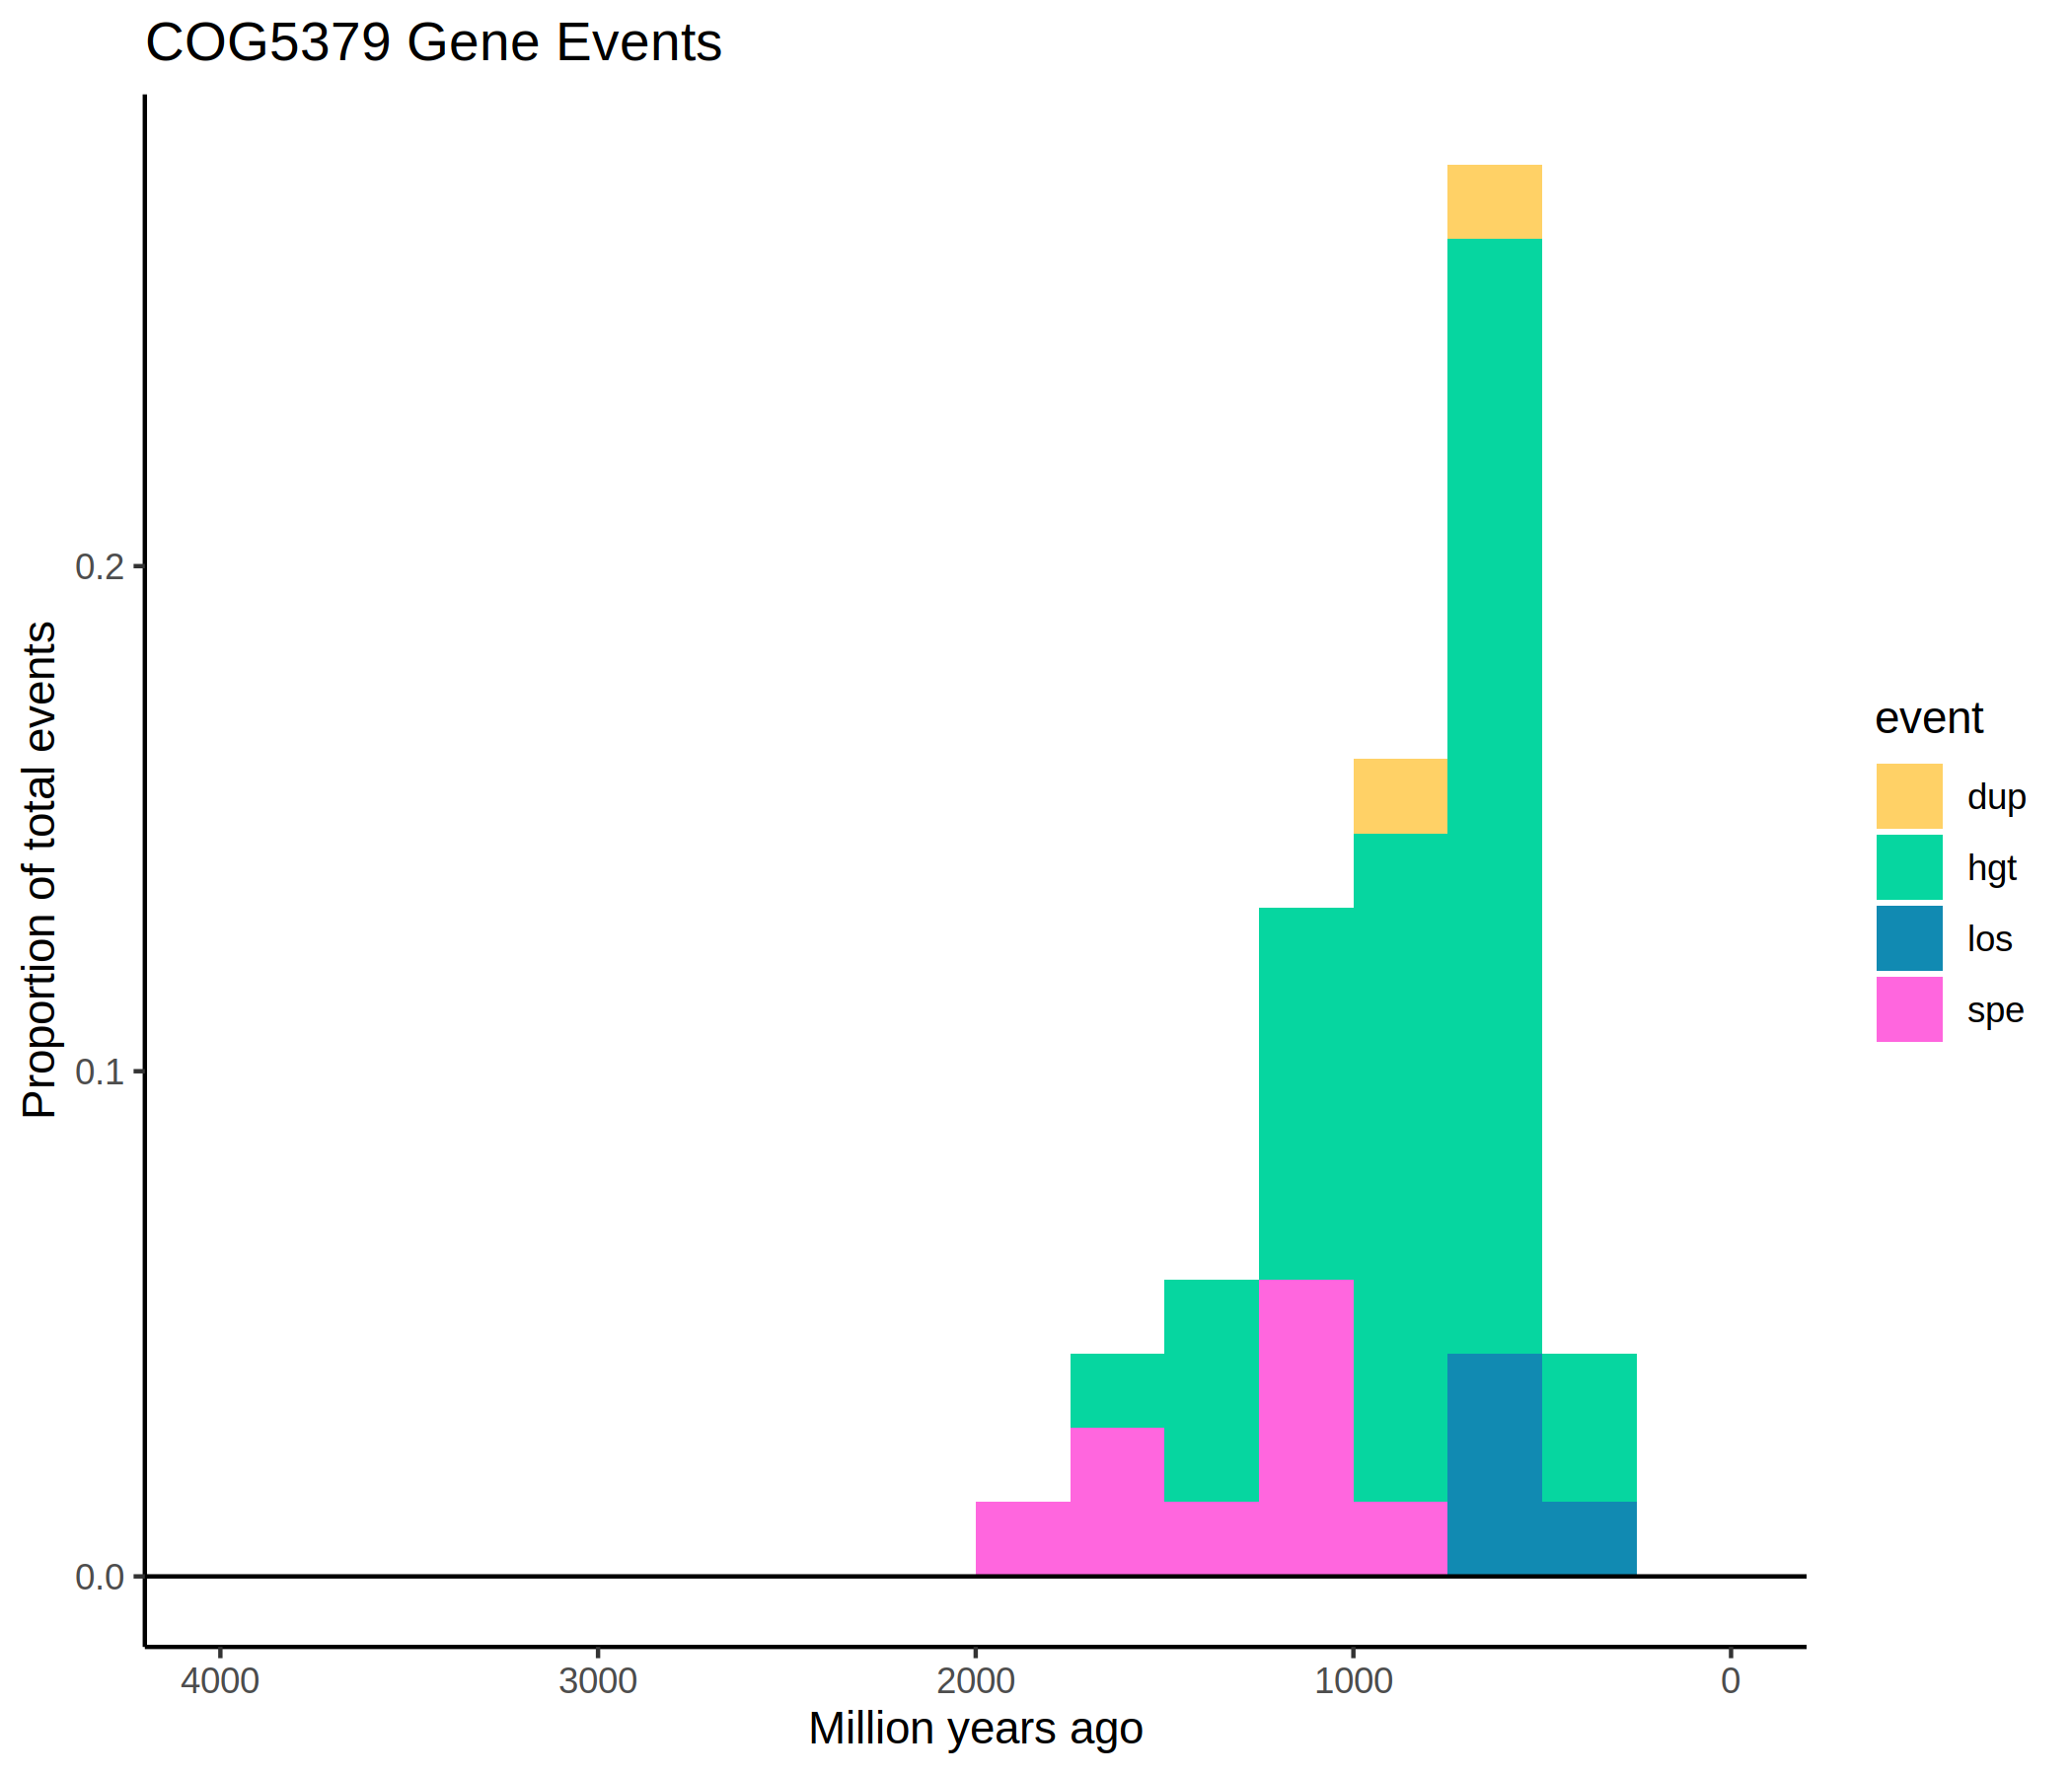 COG5379 Gene Events
Proportion of total events
0.2
0.1
0.0
4000 3000 2000 1000 0
Million years ago
event
dup
hgt
los
spe